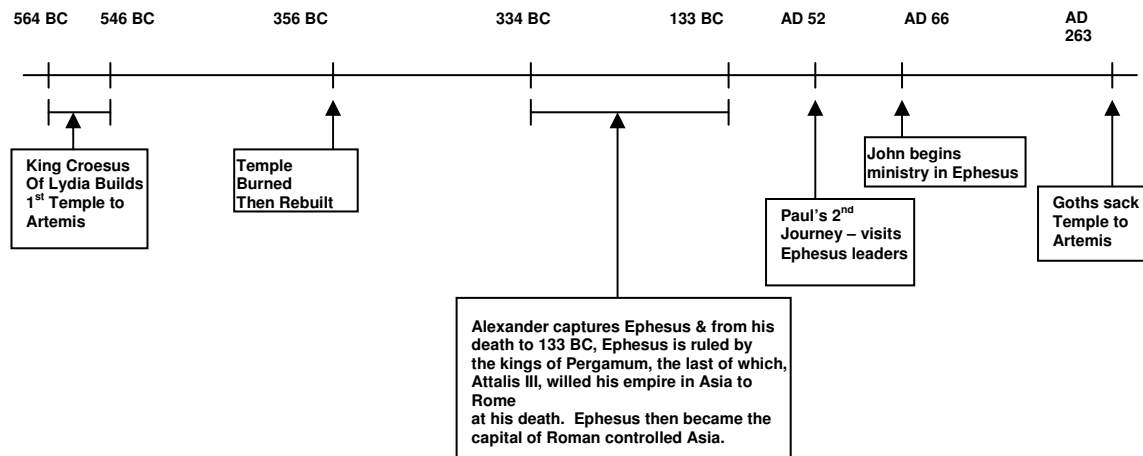 564 BC 546 BC 356 BC 334 BC 133 BC AD 52 AD 66 AD
263
King Croesus
Of Lydia Builds
1st Temple to
Artemis
Temple
Burned
Then Rebuilt
Alexander captures Ephesus & from his
death to 133 BC, Ephesus is ruled by
the kings of Pergamum, the last of which,
Attalis III, willed his empire in Asia to
Rome
at his death. Ephesus then became the
capital of Roman controlled Asia.
Paul's 2nd
Journey – visits
Ephesus leaders
John begins
ministry in Ephesus
Goths sack
Temple to
Artemis